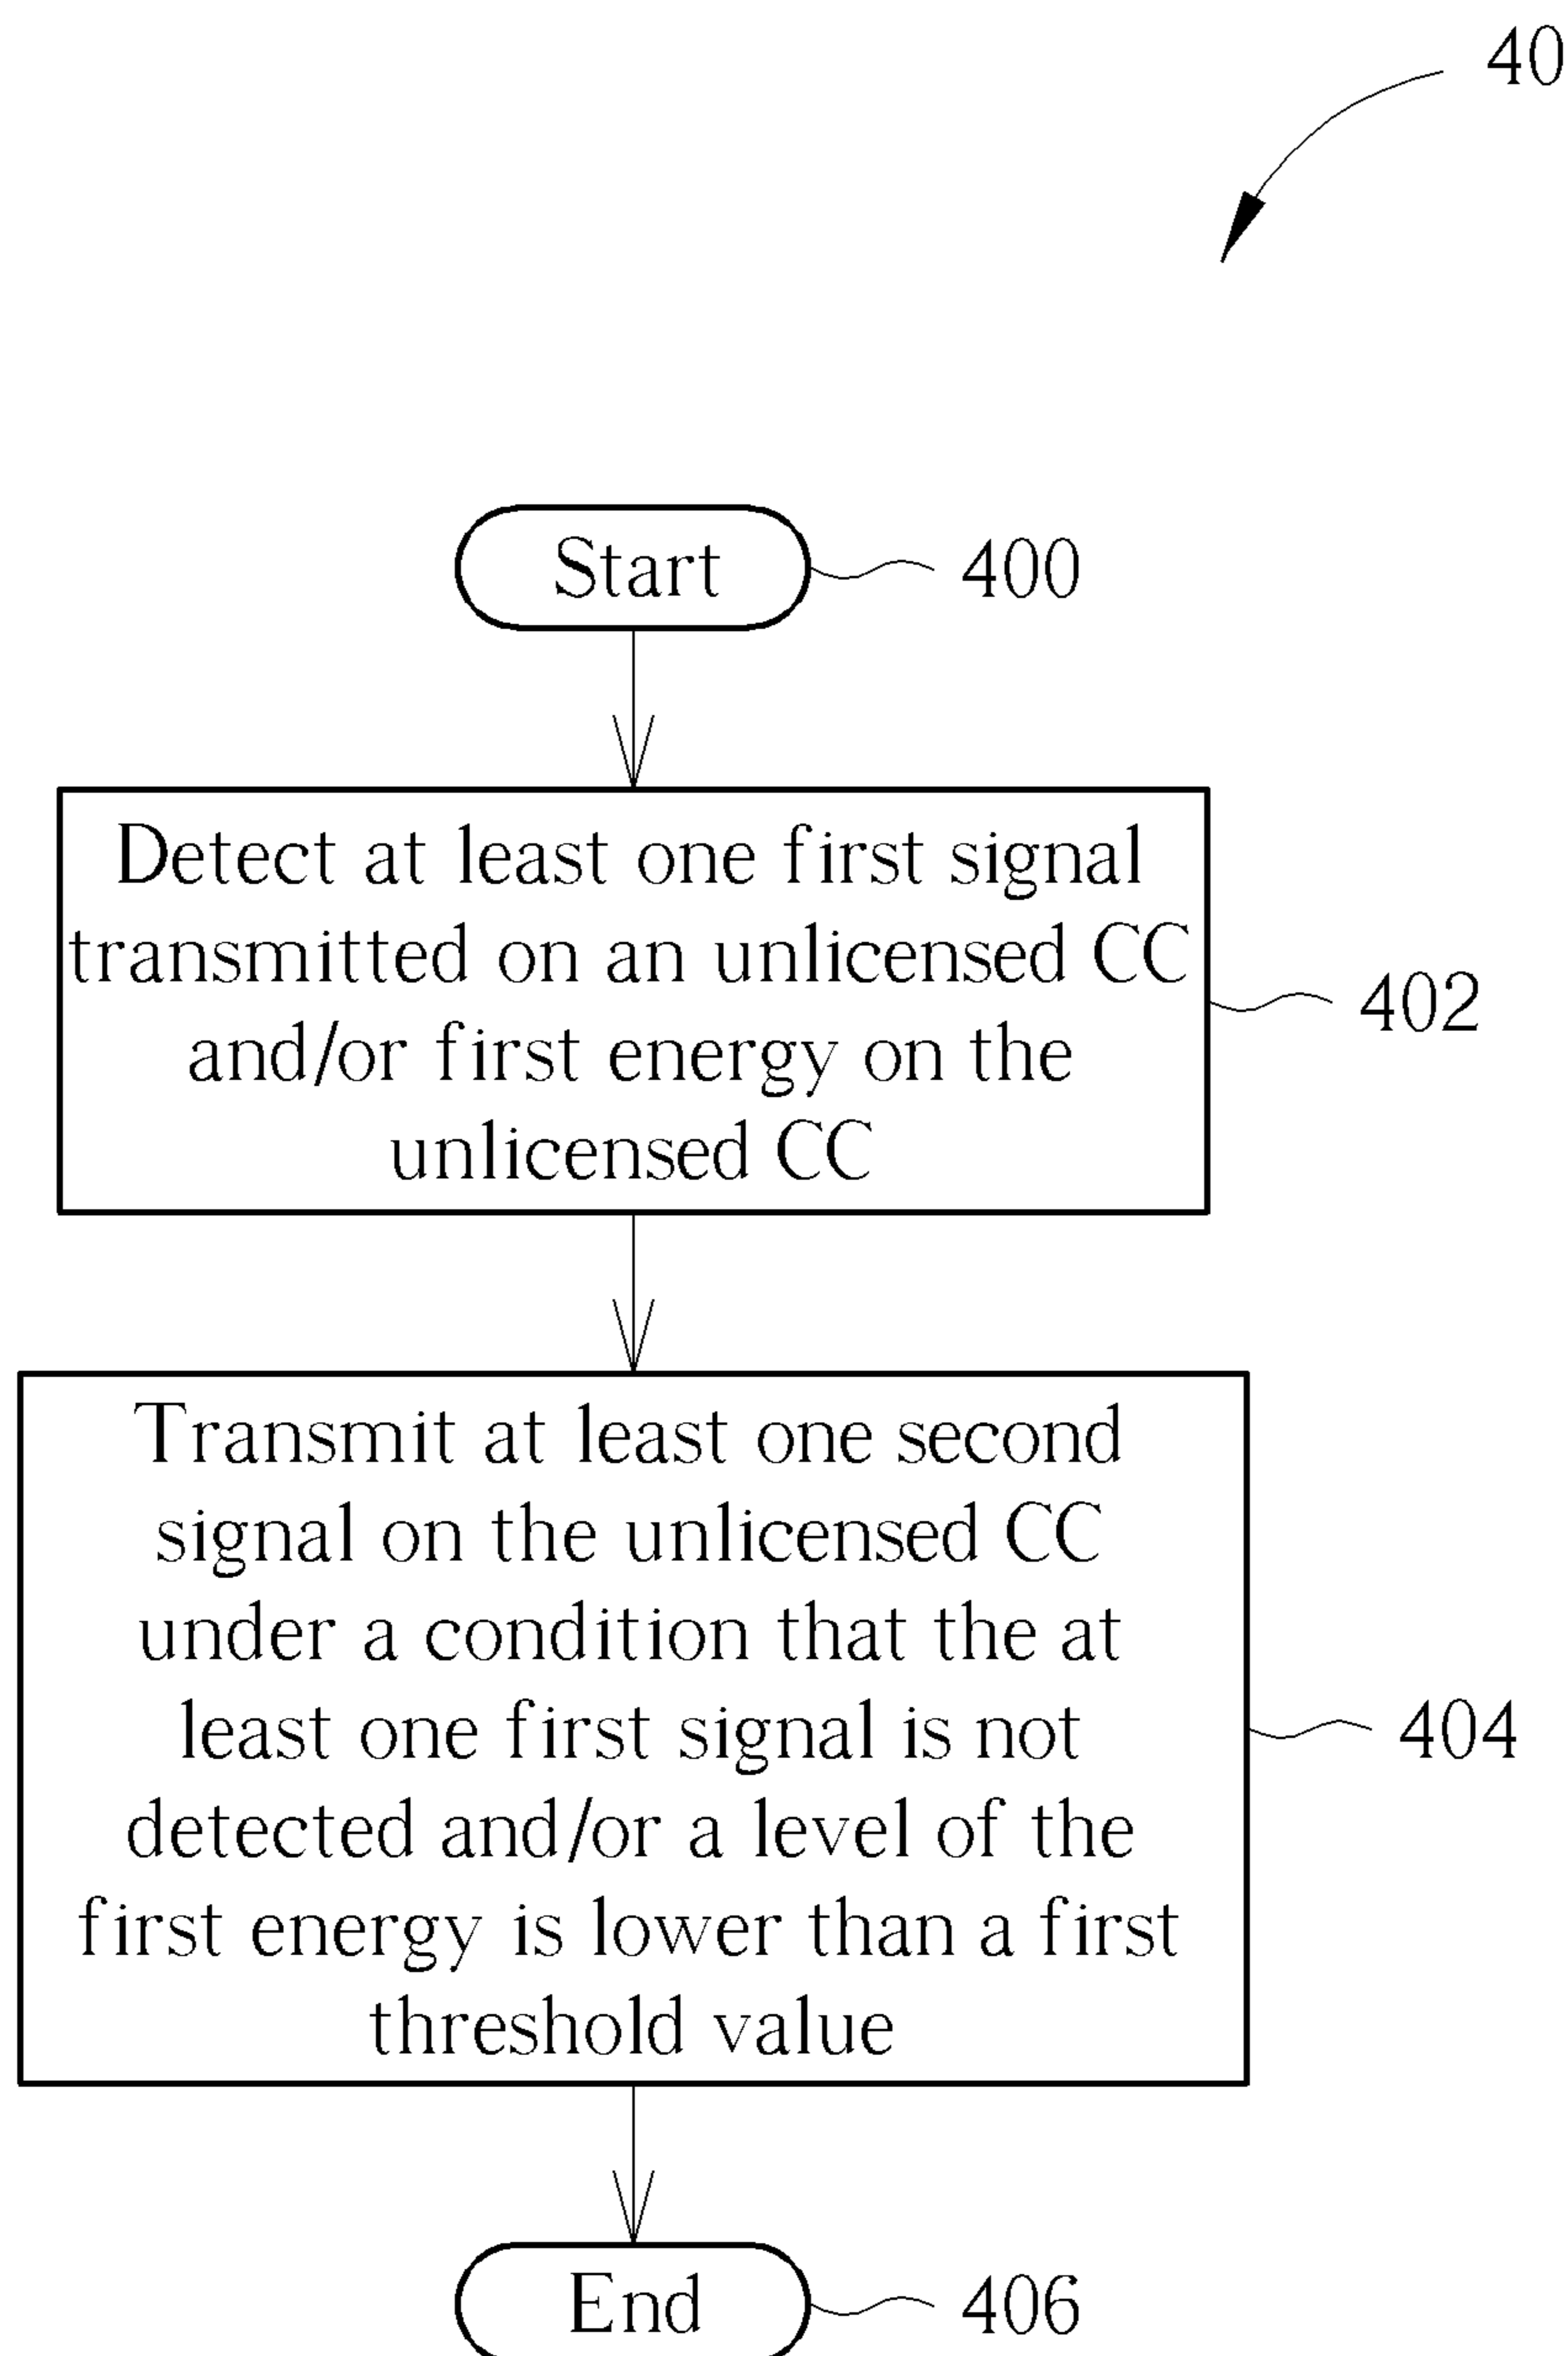 40
Start
400
Detect at least one first signal
transmitted on an unlicensed CC
and/or first energy on the
unlicensed CC
402
Transmit at least one second
signal on the unlicensed CC
under a condition that the at
least one first signal is not
detected and/or a level of the
first energy is lower than a first
threshold value
404
End
406